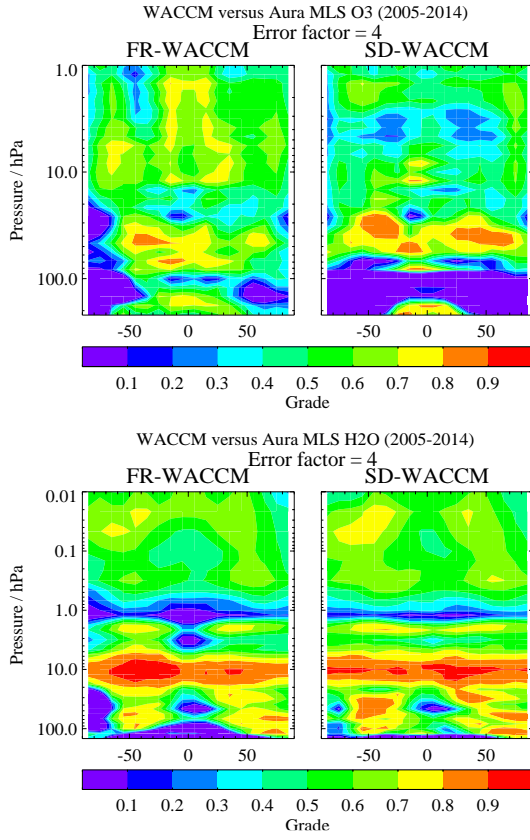 WACCM versus Aura MLS O3 (2005-2014)
Error factor = 4
FR-WACCM SD-WACCM
1.0
10.0
100.0
Pressure / hPa
-50 0 50 -50 0 50
0.1 0.2 0.3 0.4 0.5 0.6 0.7 0.8 0.9
Grade
WACCM versus Aura MLS H2O (2005-2014)
Error factor = 4
FR-WACCM SD-WACCM
0.01
0.1
1.0
10.0
100.0
Pressure / hPa
-50 0 50 -50 0 50
0.1 0.2 0.3 0.4 0.5 0.6 0.7 0.8 0.9
Grade